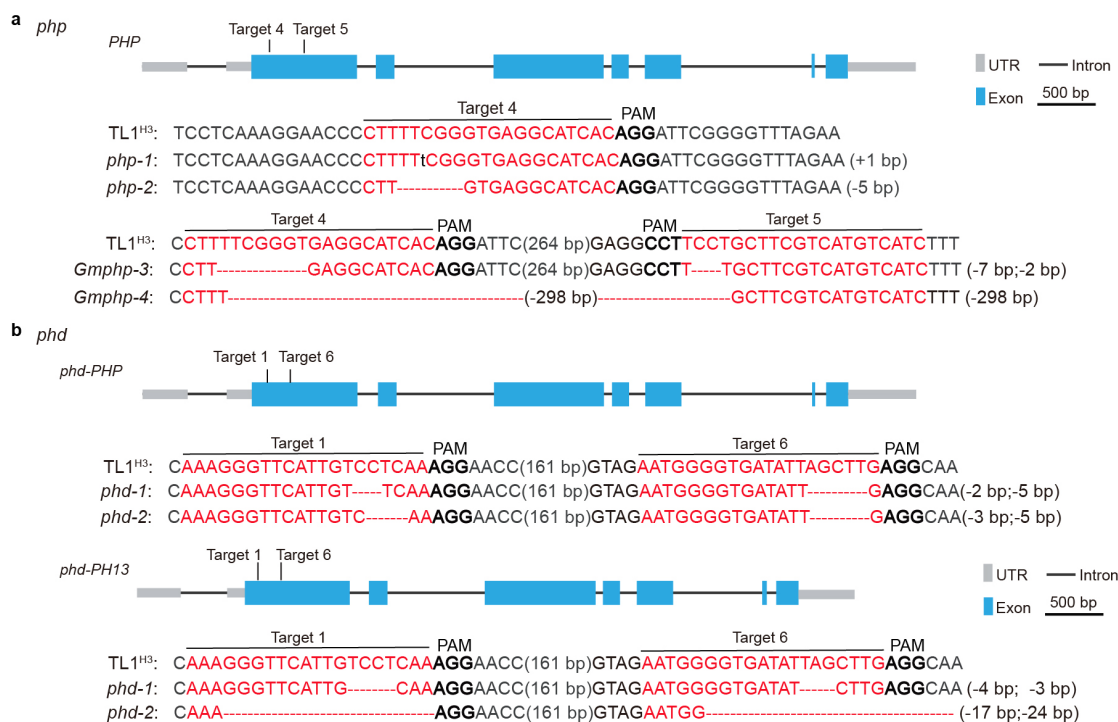 a php
Target 4 Target 5
PHP
UTR Intron
Exon 500 bp
Target 4 PAM
TL1H3: TCCTCAAAGGAACCCCTTTTCGGGTGAGGCATCACAGGATTCGGGGTTTAGAA
php-1: TCCTCAAAGGAACCCCTTTTtCGGGTGAGGCATCACAGGATTCGGGGTTTAGAA (+1 bp)
php-2: TCCTCAAAGGAACCCCTT----------GTGAGGCATCACAGGATTCGGGGTTTAGAA (-5 bp)
Target 4 PAM PAM Target 5
TL1H3: CCTTTTCGGGTGAGGCATCACAGGATTC(264 bp)GAGGCCTTCCTGCTTCGTCATGTCATCTTT
Gmphp-3: CCTT--------------GAGGCATCACAGGATTC(264 bp)GAGGCCTT-----TGCTTCGTCATGTCATCTTT (-7 bp;-2 bp)
Gmphp-4: CCTTT---------------------------------------------(-298 bp)--------------------GCTTCGTCATGTCATCTTT (-298 bp)
b phd
Target 1 Target 6
phd-PHP
Target 1 PAM Target 6 PAM
TL1H3: CAAAGGGTTCATTGTCCTCAAAGGAACC(161 bp)GTAGAATGGGGTGATATTAGCTTGAGGCAA
phd-1: CAAAGGGTTCATTGT-----TCAAAGGAACC(161 bp)GTAGAATGGGGTGATATT---------GAGGCAA(-2 bp;-5 bp)
phd-2: CAAAGGGTTCATTGTC-------AAAGGAACC(161 bp)GTAGAATGGGGTGATATT---------GAGGCAA(-3 bp;-5 bp)
Target 1 Target 6
phd-PH13
UTR Intron
Exon 500 bp
Target 1 PAM Target 6 PAM
TL1H3: CAAAGGGTTCATTGTCCTCAAAGGAACC(161 bp)GTAGAATGGGGTGATATTAGCTTGAGGCAA
phd-1: CAAAGGGTTCATTG--------CAAAGGAACC(161 bp)GTAGAATGGGGTGATAT------CTTGAGGCAA (-4 bp; -3 bp)
phd-2: CAAA---------------------------------AGGAACC(161 bp)GTAGAATGG--------------------------------------(-17 bp;-24 bp)